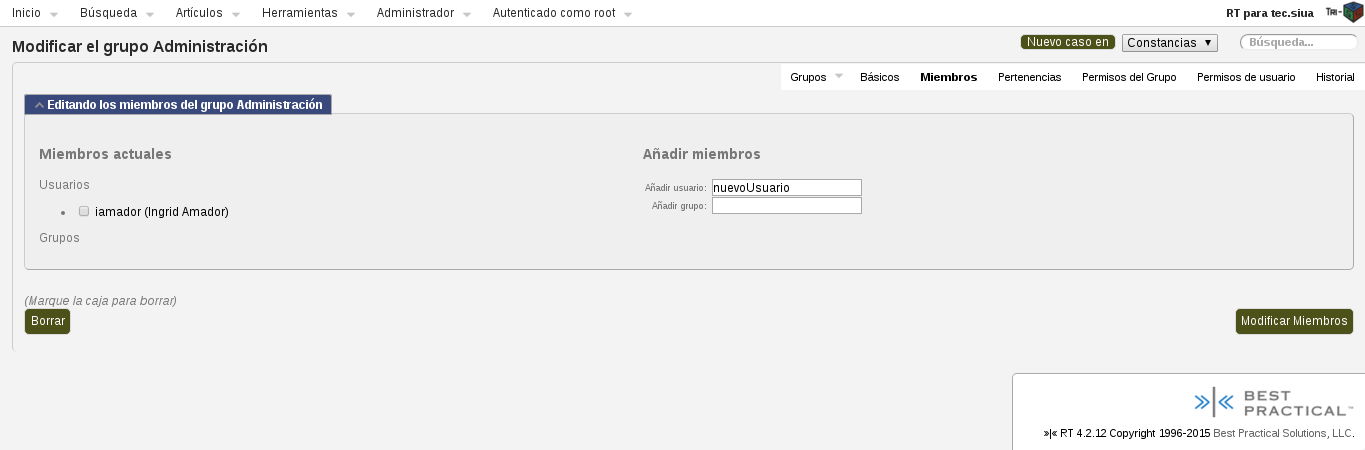 Inicio Búsqueda Artículos Herramientas Administrador Autenticado como root RT para tec.siua TRI-
Modificar el grupo Administración Nuevo caso en Constancias Búsqueda...
Grupos Básicos Miembros Pertenencias Permisos del Grupo Permisos de usuario Historial
Editando los miembros del grupo Administración
Miembros actuales Añadir miembros
Usuarios Añadir usuario: nuevoUsuario
iamador (Ingrid Amador) Añadir grupo:
Grupos
(Marque la caja para borrar)
Borrar Modificar Miembros
»|« BEST
PRACTICAL™
»|« RT 4.2.12 Copyright 1996-2015 Best Practical Solutions, LLC.